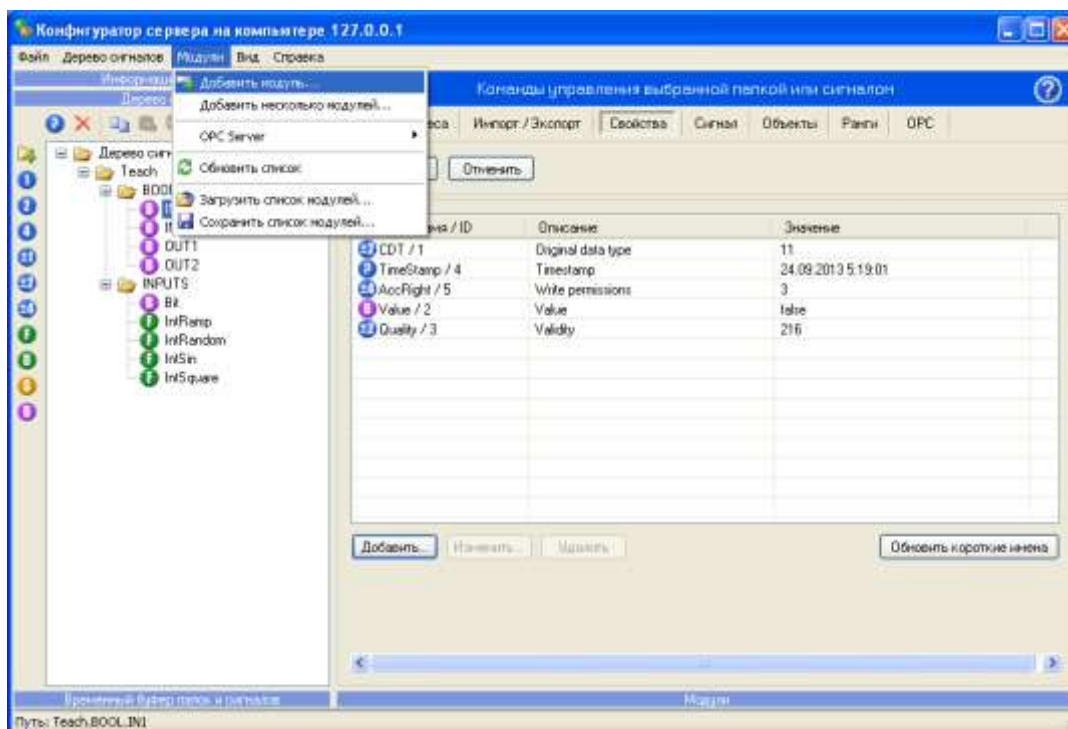 Конфигуратор сервера на компьютере 127.0.0.1
Файл Дерево сигналов Модули Вид Справка
Добавить модуль...
Добавить несколько модулей...
OPC Server
Обновить список
Загрузить список модулей...
Сохранить список модулей...
Команды управления выбранной папкой или сигналом
Импорт / Экспорт Свойства Сигнал Объекты Ранги OPC
Отменить
Дерево
Teach
BOOL
OUT1
OUT2
INPUTS
Bit
IntRamp
IntRandom
IntSin
IntSquare
/ ID Описание Значение
CDT / 1 Original data type 11
TimeStamp / 4 Timestamp 24.09.2013 5:19:01
AccRight / 5 Write permissions 3
Value / 2 Value false
Quality / 3 Validity 216
Добавить... Изменить... Удалить Обновить короткие имена
Временный буфер папок и сигналов Модули
Путь: Teach.BOOL.IN1